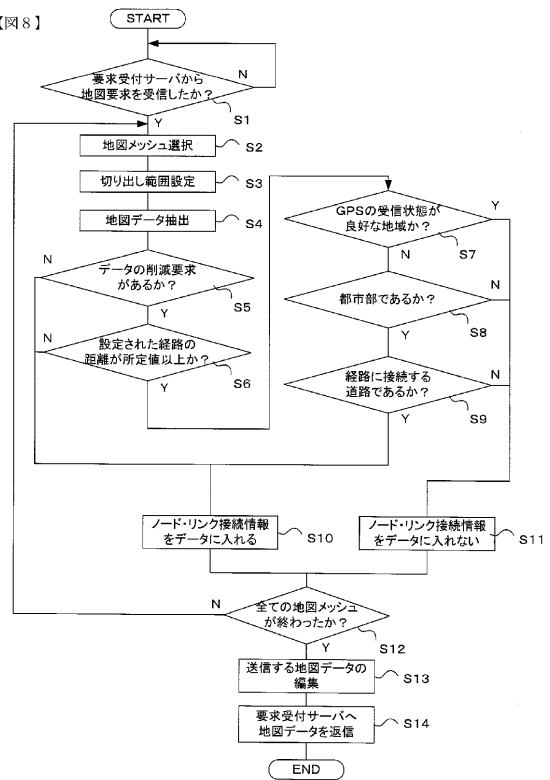 【図8】
START
要求受付サーバから
地図要求を受信したか？
N
S1
Y
地図メッシュ選択
S2
切り出し範囲設定
S3
地図データ抽出
S4
N
データの削減要求
があるか？
S5
Y
N
設定された経路の
距離が所定値以上か？
S6
Y
GPSの受信状態が
良好な地域か？
Y
S7
N
都市部であるか？
N
S8
Y
経路に接続する
道路であるか？
N
S9
Y
ノード・リンク接続情報
をデータに入れる
S10
ノード・リンク接続情報
をデータに入れない
S11
N
全ての地図メッシュ
が終わったか？
S12
Y
送信する地図データの
編集
S13
要求受付サーバへ
地図データを返信
S14
END